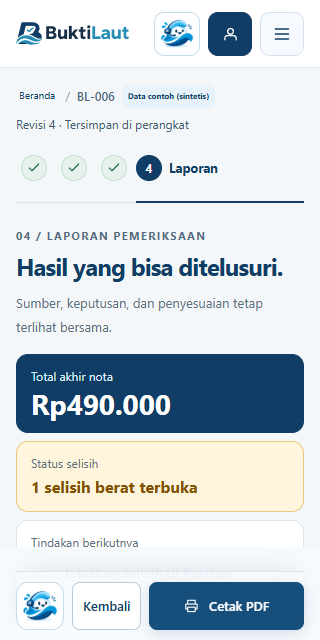 BuktiLaut
Beranda / BL-006 Data contoh (sintetis)
Revisi 4 · Tersimpan di perangkat
4 Laporan
04 / LAPORAN PEMERIKSAAN
Hasil yang bisa ditelusuri.
Sumber, keputusan, dan penyesuaian tetap
terlihat bersama.
Total akhir nota
Rp490.000
Status selisih
1 selisih berat terbuka
Tindakan berikutnya
Kembali
Cetak PDF